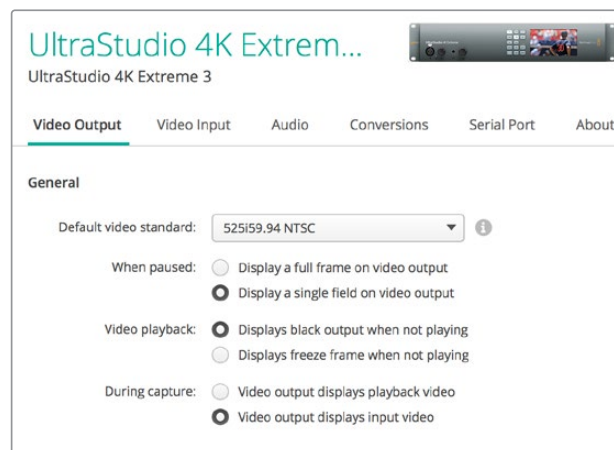 UltraStudio 4K Extrem...
UltraStudio 4K Extreme 3
Video Output Video Input Audio Conversions Serial Port About
General
Default video standard: 525i59.94 NTSC
When paused: Display a full frame on video output
Display a single field on video output
Video playback: Displays black output when not playing
Displays freeze frame when not playing
During capture: Video output displays playback video
Video output displays input video